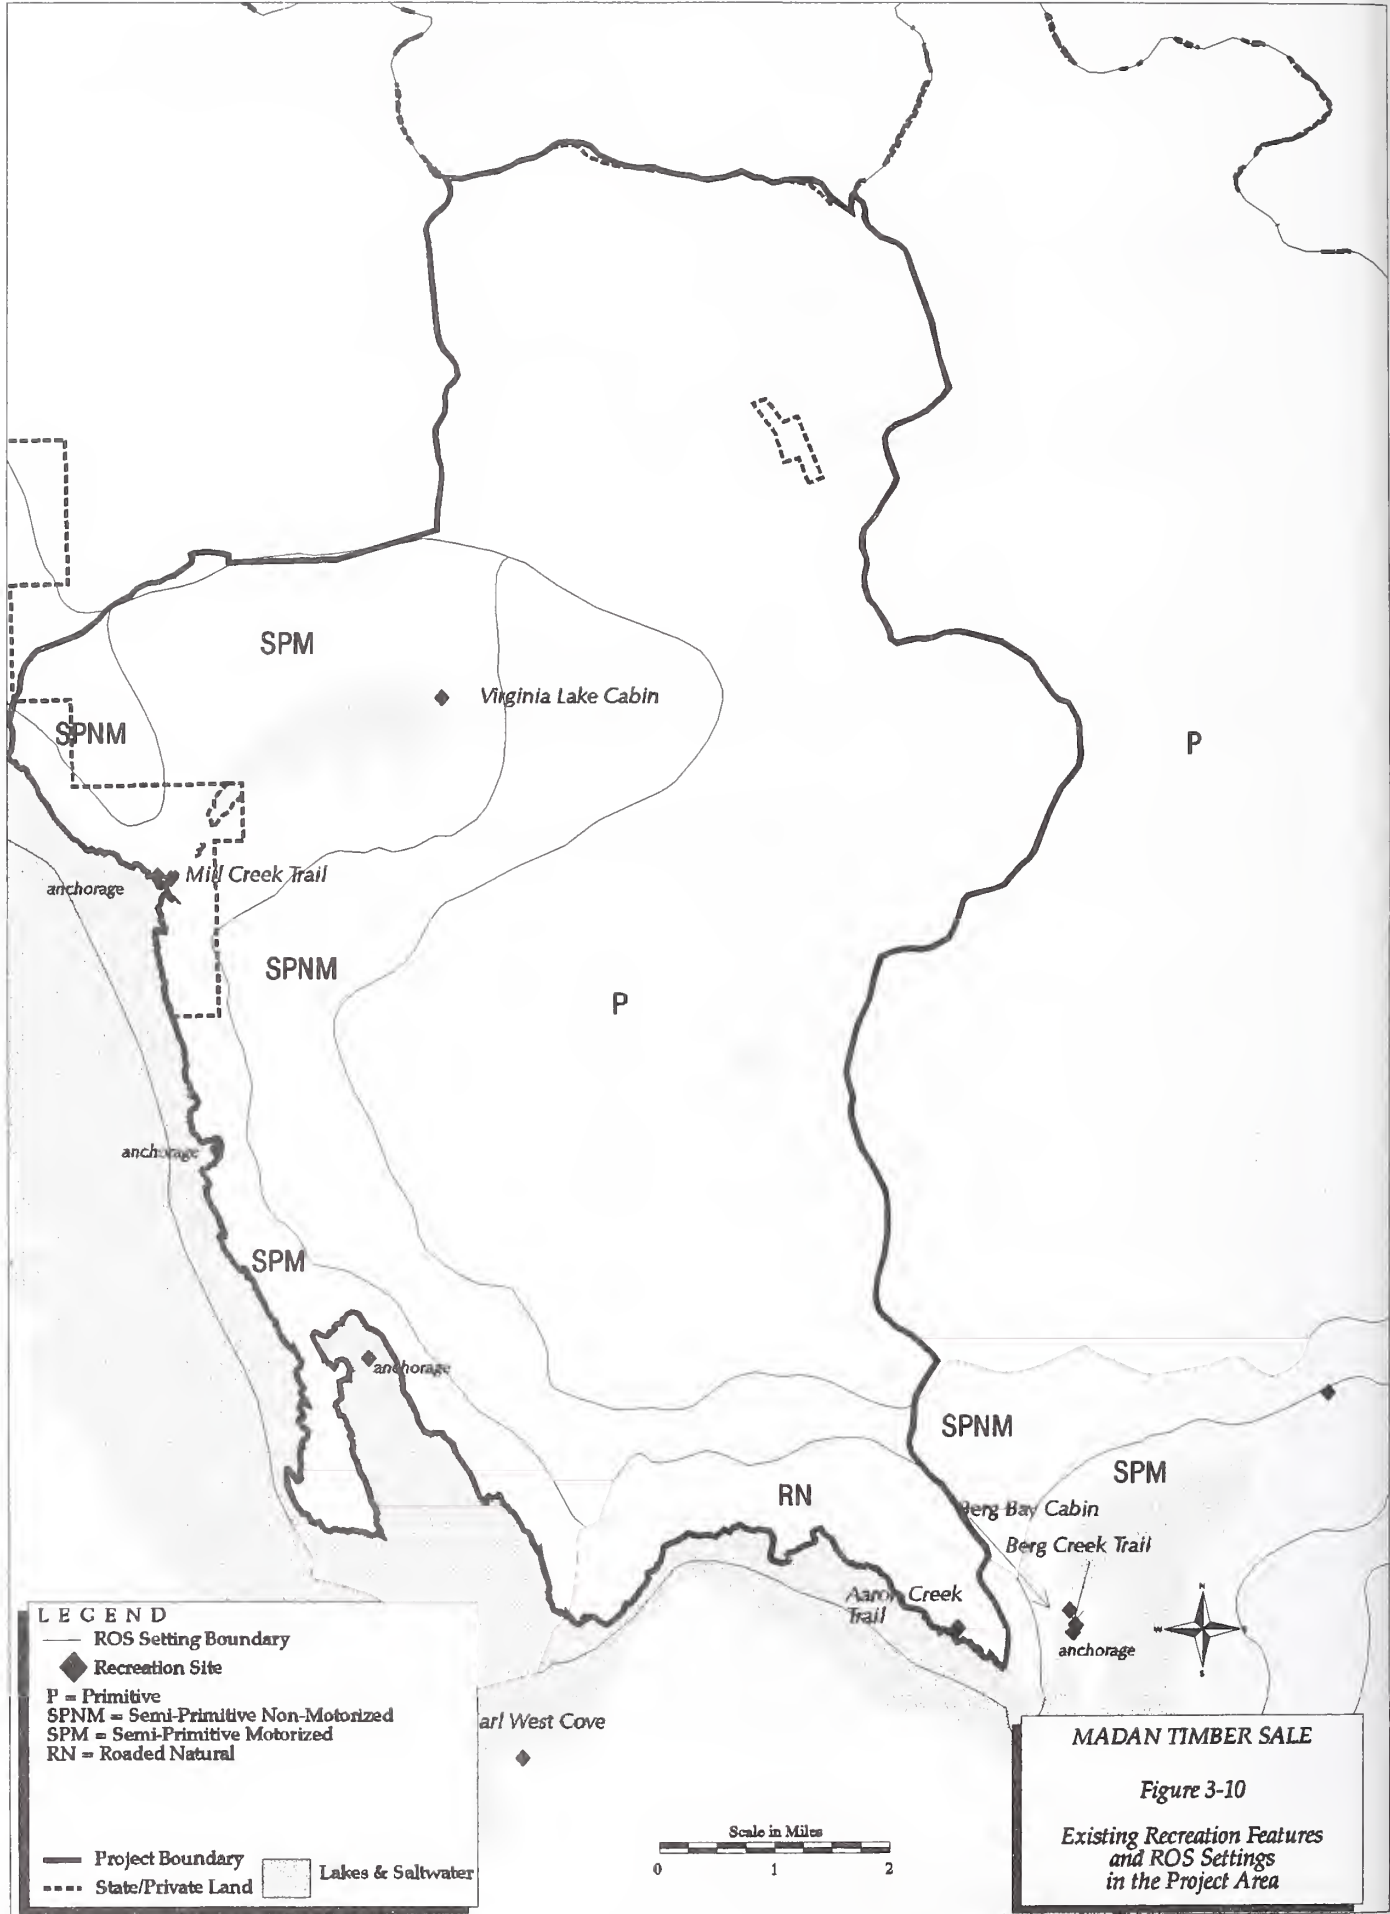 SPM
Virginia Lake Cabin
SPNM
P
Mill Creek Trail
anchorage
SPNM
P
anchorage
SPM
anchorage
SPNM
SPM
RN
Berg Bay Cabin
Berg Creek Trail
Aaron Creek
Trail
N
W
S
anchorage
arl West Cove
LEGEND
ROS Setting Boundary
Recreation Site
P = Primitive
SPNM = Semi-Primitive Non-Motorized
SPM = Semi-Primitive Motorized
RN = Roaded Natural
Project Boundary
State/Private Land
Lakes & Saltwater
Scale in Miles
0 1 2
MADAN TIMBER SALE
Figure 3-10
Existing Recreation Features
and ROS Settings
in the Project Area